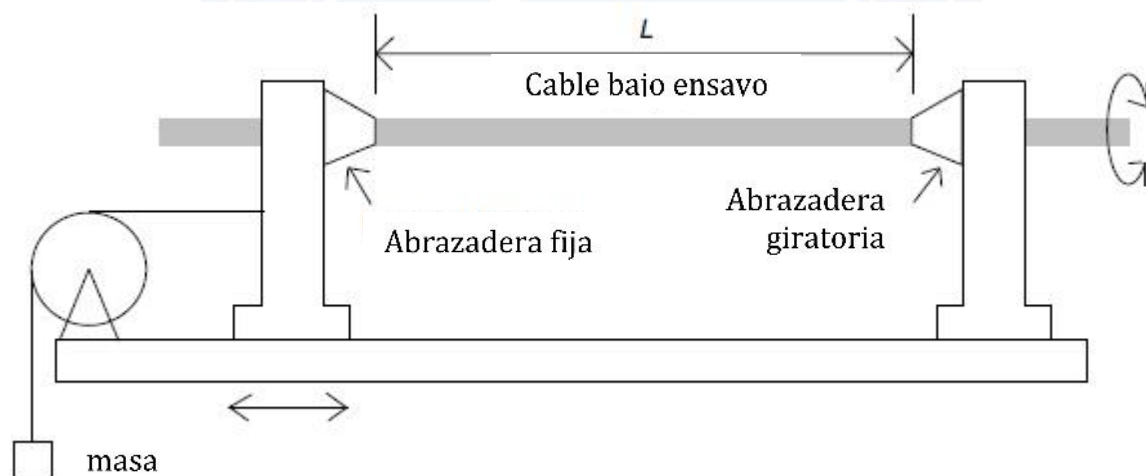 L
Cable bajo ensavo
Abrazadera fija
Abrazadera
giratoria
masa